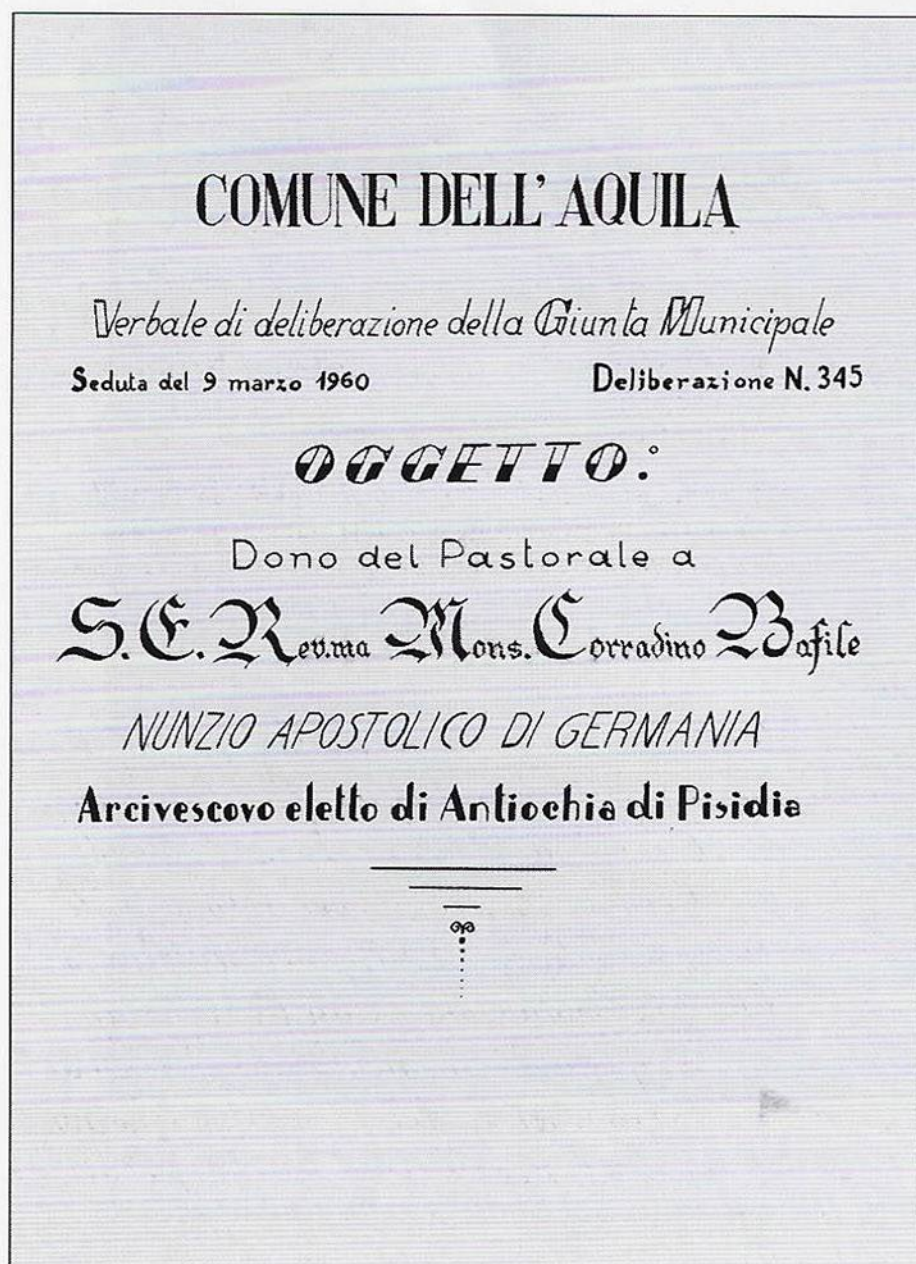 COMUNE DELL'AQUILA
Verbale di deliberazione della Giunta Municipale
Seduta del 9 marzo 1960 Deliberazione N. 345
OGGETTO:
Dono del Pastorale a
S. E. Rev.ma Mons. Corradino Bafile
NUNZIO APOSTOLICO DI GERMANIA
Arcivescovo eletto di Antiochia di Pisidia